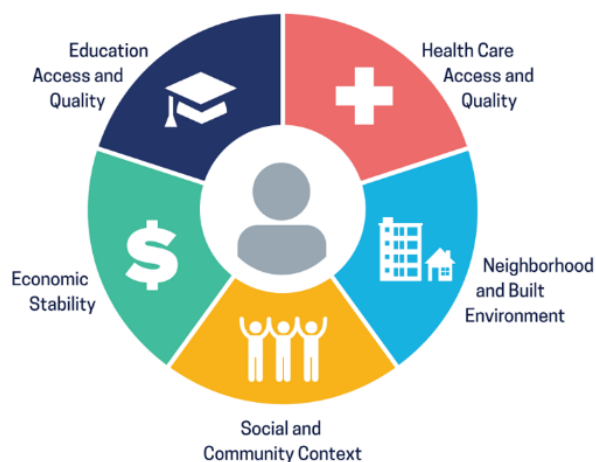 Education
Access and
Quality
Health Care
Access and
Quality
Economic
Stability
$
Neighborhood
and Built
Environment
Social and
Community Context